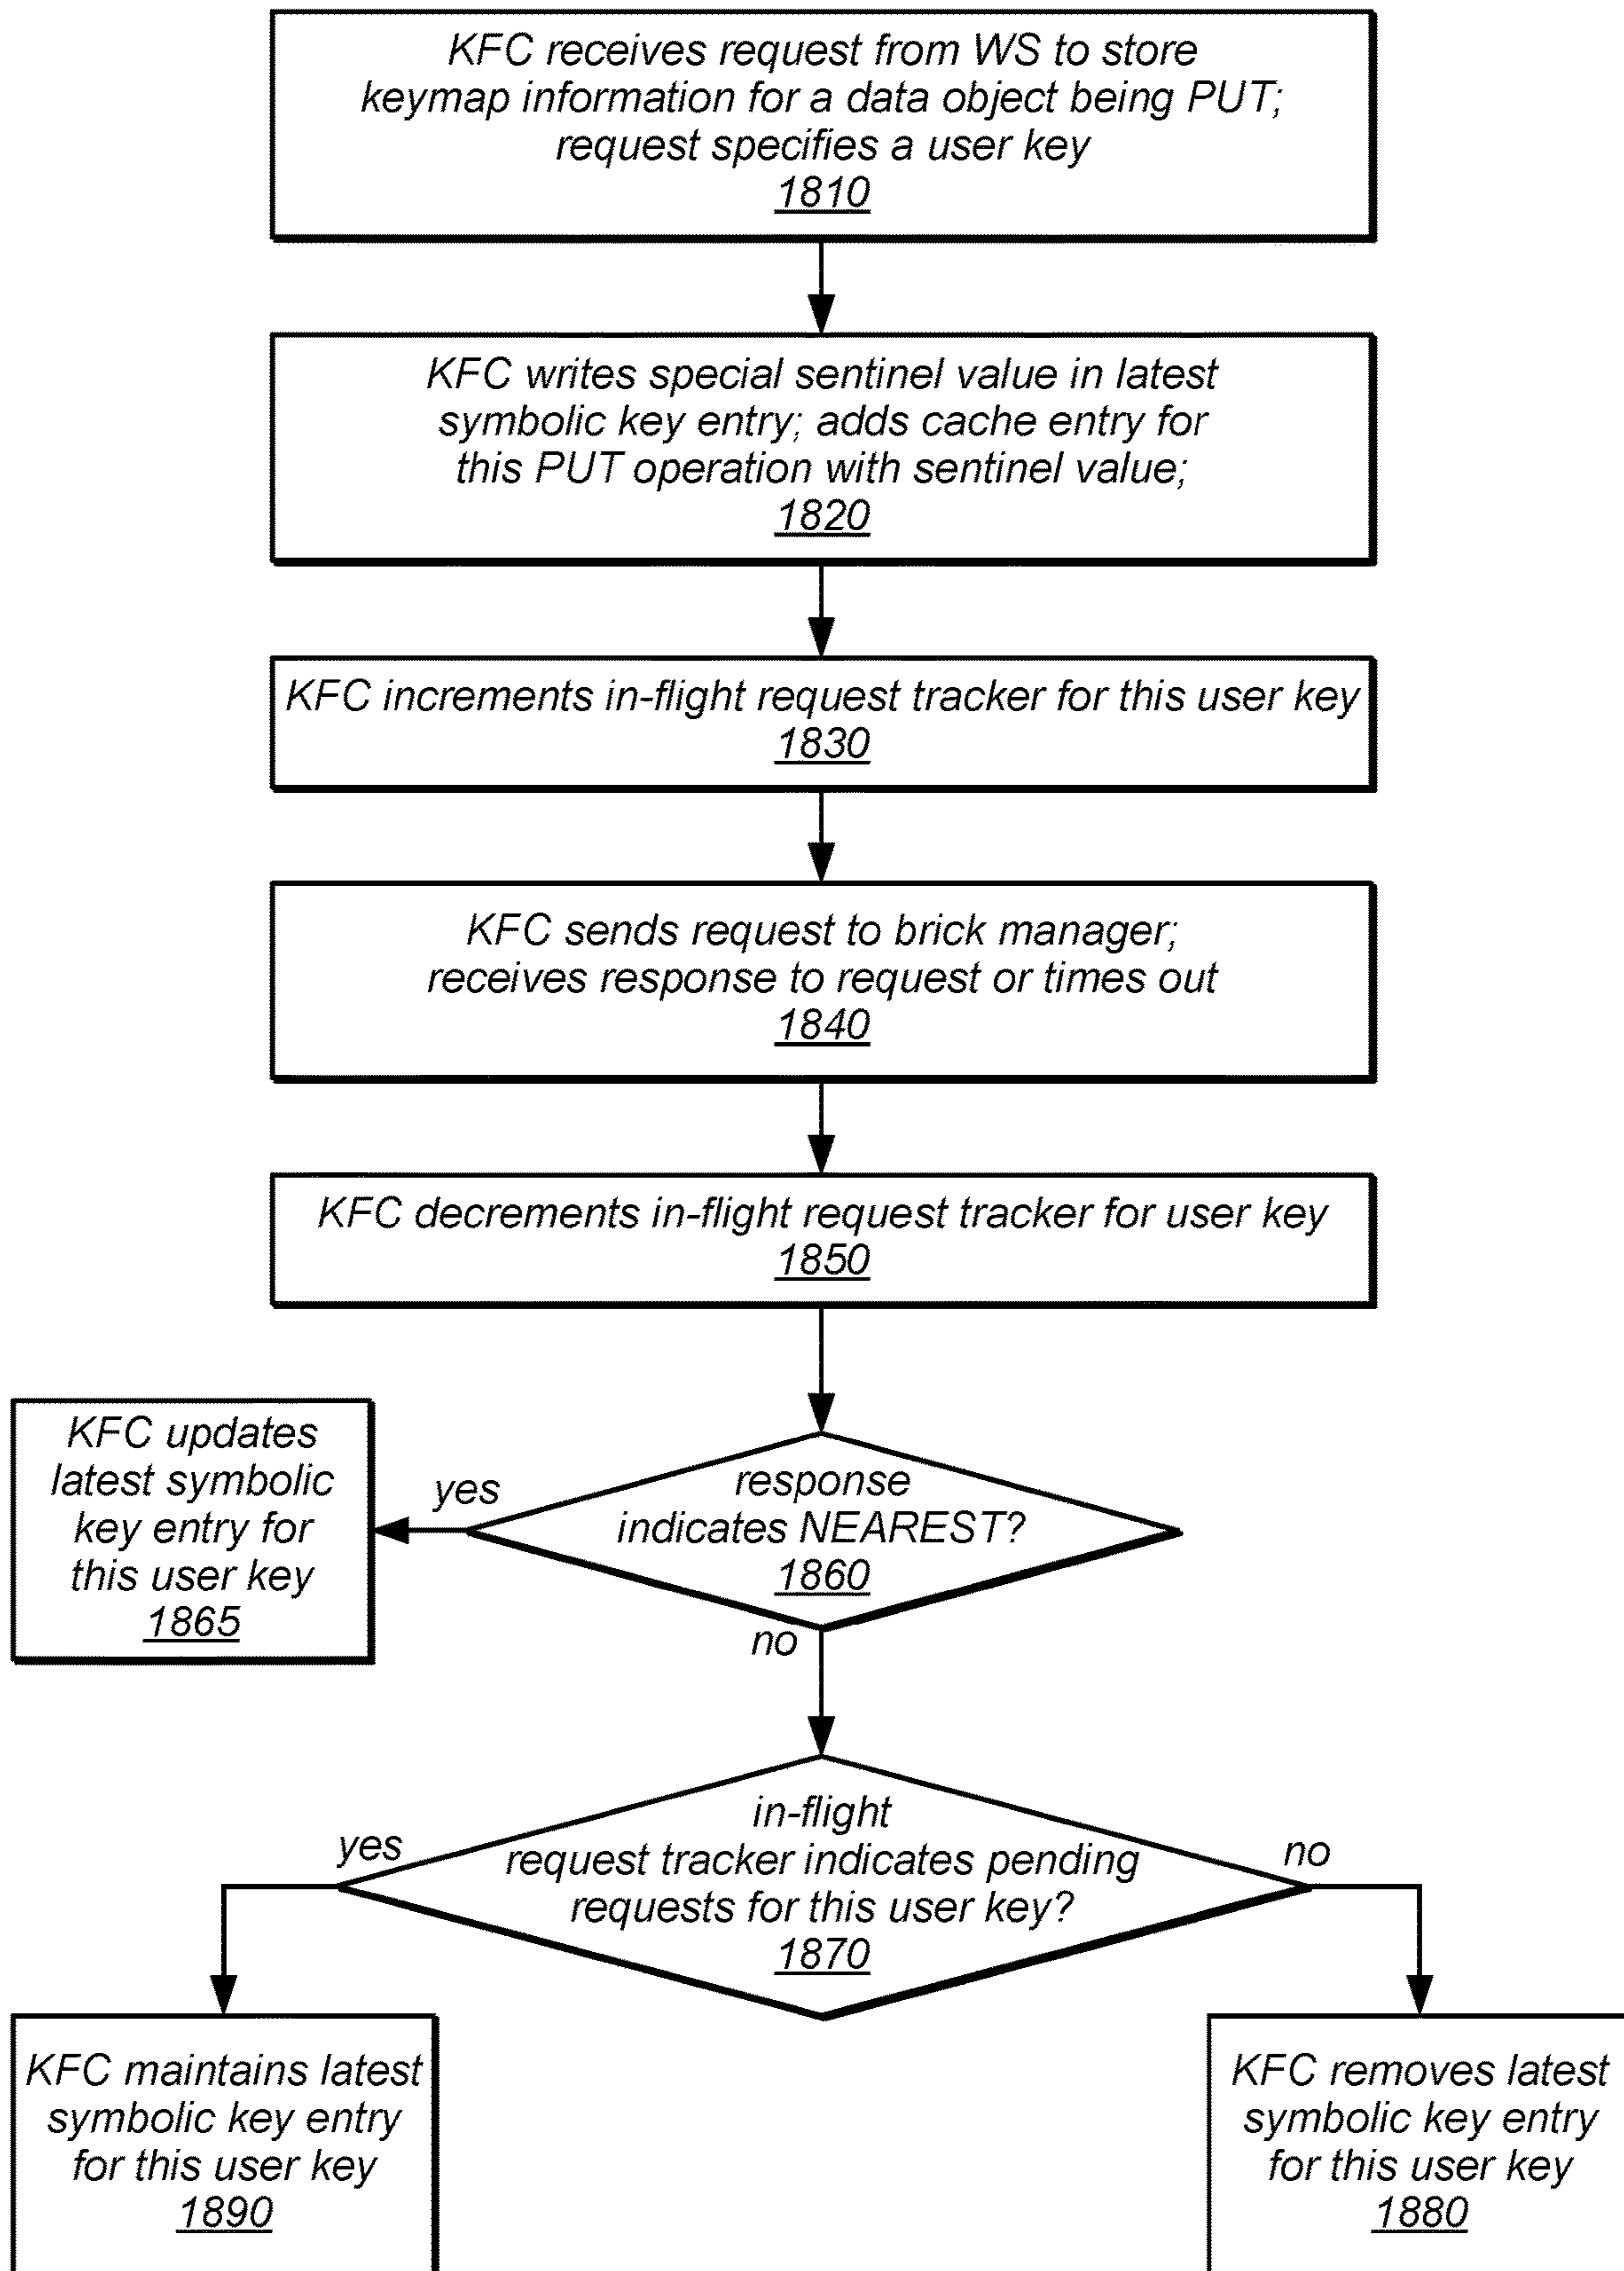 KFC receives request from WS to store
keymap information for a data object being PUT;
request specifies a user key
1810
KFC writes special sentinel value in latest
symbolic key entry; adds cache entry for
this PUT operation with sentinel value;
1820
KFC increments in-flight request tracker for this user key
1830
KFC sends request to brick manager;
receives response to request or times out
1840
KFC decrements in-flight request tracker for user key
1850
KFC updates
latest symbolic
key entry for
this user key
1865
yes
response
indicates NEAREST?
1860
no
in-flight
request tracker indicates pending
requests for this user key?
1870
yes
no
KFC maintains latest
symbolic key entry
for this user key
1890
KFC removes latest
symbolic key entry
for this user key
1880